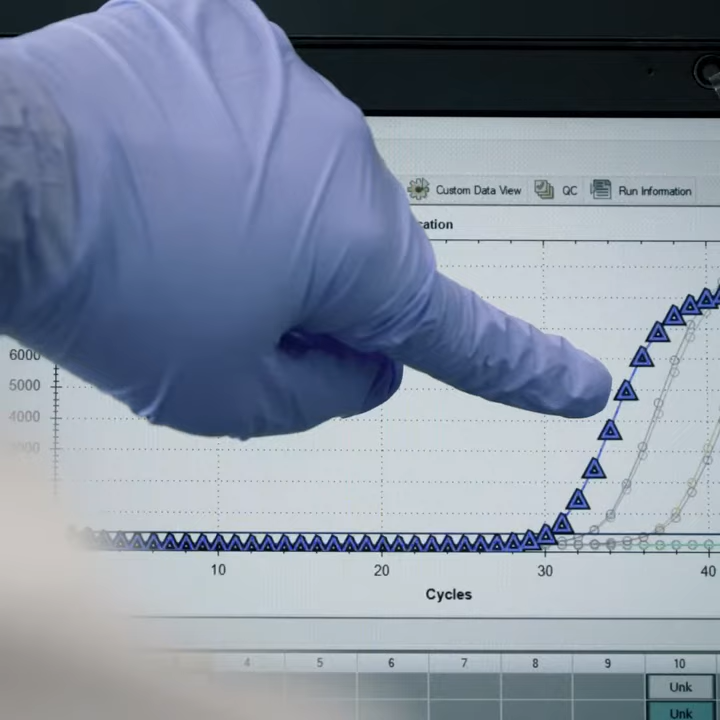 Custom Data View QC Run Information
cation
6000
5000
4000
10 20 30 40
Cycles
4 5 6 7 8 9 10
Unk
Unk